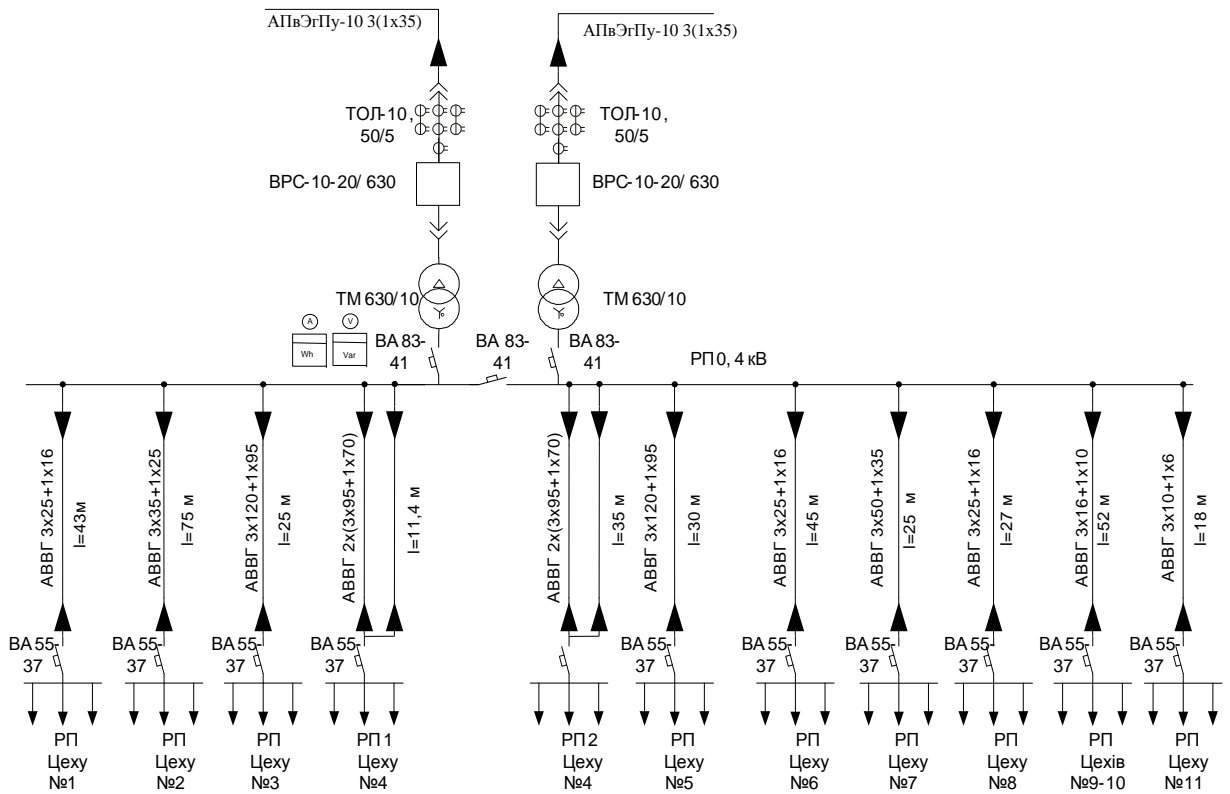 АПвЭгПу-10 3(1х35)
АПвЭгПу-10 3(1х35)
ТОЛ-10,
50/5
ТОЛ-10,
50/5
ВРС-10-20/ 630
ВРС-10-20/ 630
ТМ 630/10
ТМ 630/10
A
V
Wh
Var
ВА 83-
41
ВА 83-
41
ВА 83-
41
РП 0, 4 кВ
АВВГ 3х25+1х16
l=43м
АВВГ 3х35+1х25
l=75 м
АВВГ 3х120+1х95
l=25 м
АВВГ 2х(3х95+1х70)
l=11,4 м
АВВГ 2х(3х95+1х70)
l=35 м
АВВГ 3х120+1х95
l=30 м
АВВГ 3х25+1х16
l=45 м
АВВГ 3х50+1х35
l=25 м
АВВГ 3х25+1х16
l=27 м
АВВГ 3х16+1х10
l=52 м
АВВГ 3х10+1х6
l=18 м
ВА 55-
37
ВА 55-
37
ВА 55-
37
ВА 55-
37
ВА 55-
37
ВА 55-
37
ВА 55-
37
ВА 55-
37
ВА 55-
37
ВА 55-
37
РП
Цеху
№1
РП
Цеху
№2
РП
Цеху
№3
РП 1
Цеху
№4
РП 2
Цеху
№4
РП
Цеху
№5
РП
Цеху
№6
РП
Цеху
№7
РП
Цеху
№8
РП
Цехів
№9-10
РП
Цеху
№11